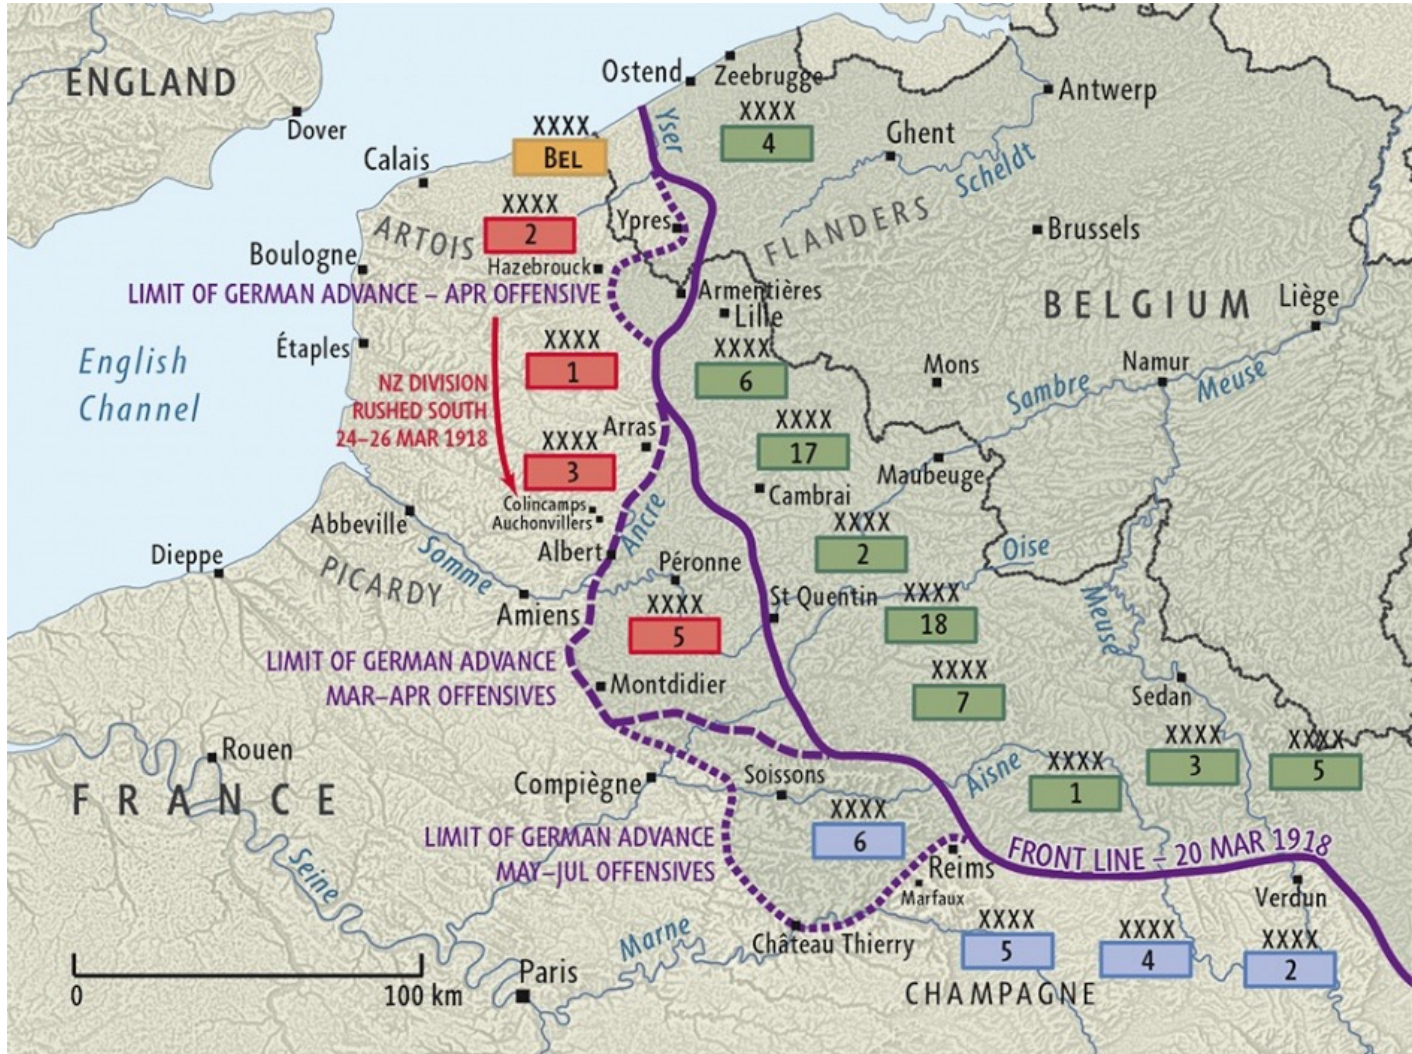 ENGLAND
Dover
Ostend
Zeebrugge
Antwerp
XXXX
BEL
XXXX
4
Yser
Ghent
Scheldt
Calais
XXXX
2
ARTOIS
Ypres
FLANDERS
Brussels
Boulogne
Hazebrouck
LIMIT OF GERMAN ADVANCE – APR OFFENSIVE
Armentières
Lille
BELGIUM
Liège
Étaples
English
Channel
XXXX
1
XXXX
6
Mons
Namur
Sambre
Meuse
NZ DIVISION
RUSHED SOUTH
24–26 MAR 1918
Arras
XXXX
3
XXXX
17
Maubeuge
Cambrai
Colincamps
Auchonvillers
Abbeville
Ancre
XXXX
2
Albert
Oise
Dieppe
Somme
PICARDY
Péronne
Amiens
XXXX
5
St Quentin
XXXX
18
Meuse
LIMIT OF GERMAN ADVANCE
MAR–APR OFFENSIVES
Montdidier
XXXX
7
Sedan
Rouen
FRANCE
Compiègne
Soissons
Aisne
XXXX
1
XXXX
3
XXXX
5
LIMIT OF GERMAN ADVANCE
MAY–JUL OFFENSIVES
XXXX
6
Reims
Marfaux
FRONT LINE – 20 MAR 1918
Verdun
Seine
Marne
Château Thierry
XXXX
5
XXXX
4
XXXX
2
CHAMPAGNE
Paris
0
100 km